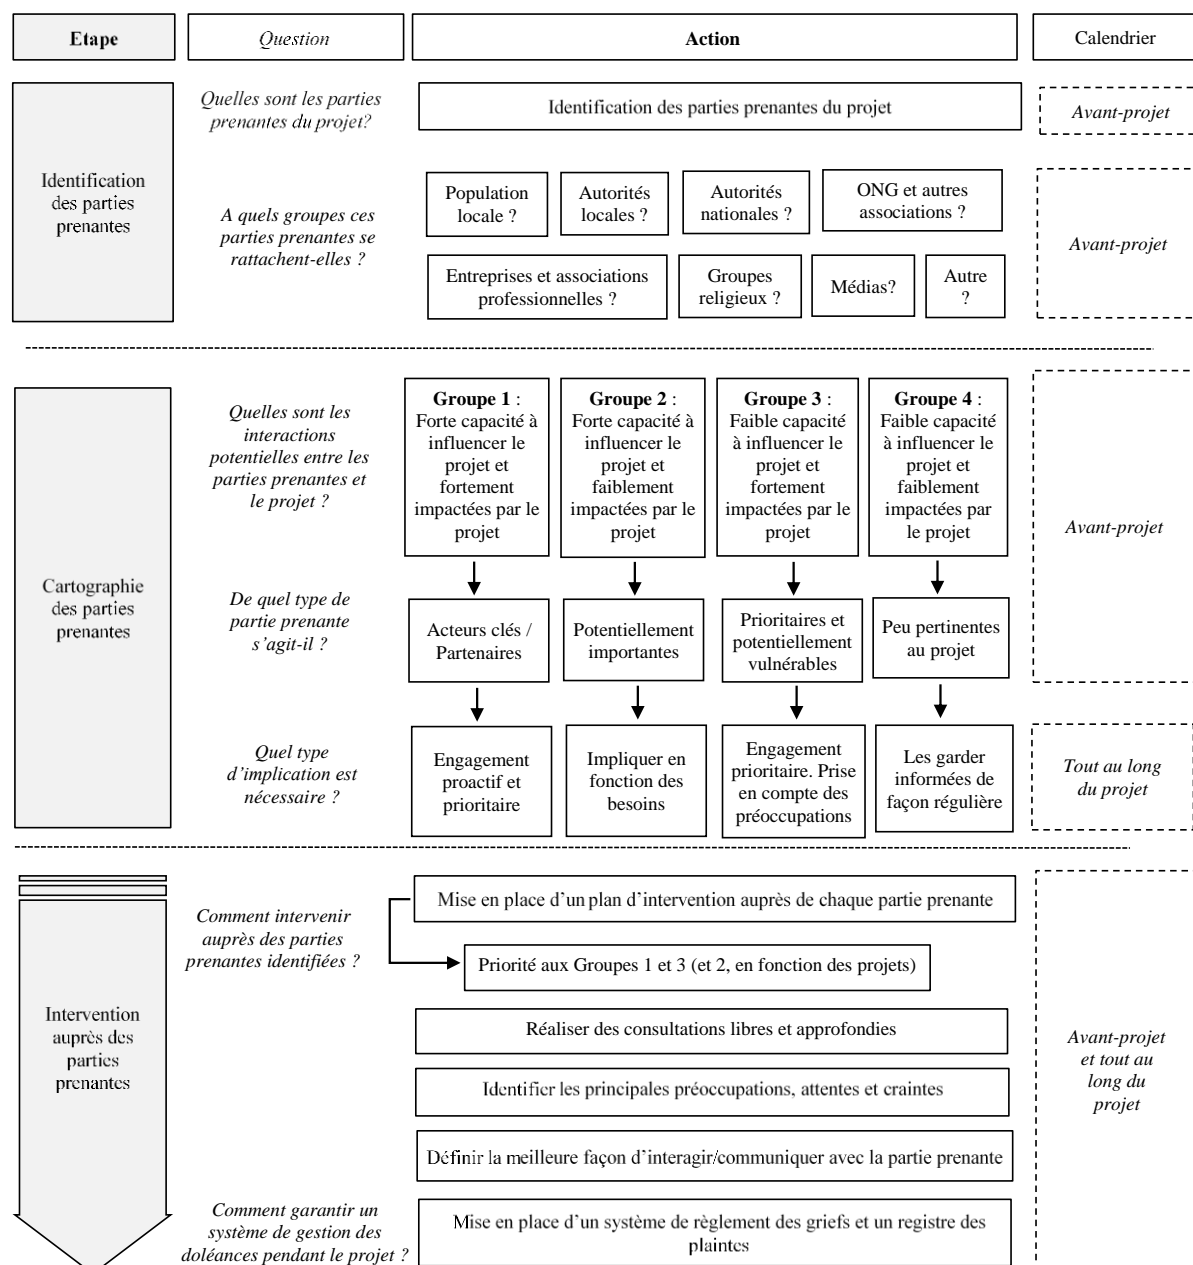 Etape
Question
Action
Calendrier
Identification
des parties
prenantes
Quelles sont les parties
prenantes du projet?
Identification des parties prenantes du projet
Avant-projet
A quels groupes ces
parties prenantes se
rattachent-elles ?
Population
locale ?
Autorités
locales ?
Autorités
nationales ?
ONG et autres
associations ?
Entreprises et associations
professionnelles ?
Groupes
religieux ?
Médias?
Autre
?
Avant-projet
Cartographie
des parties
prenantes
Quelles sont les
interactions
potentielles entre les
parties prenantes et
le projet ?
Groupe 1 :
Forte capacité à
influencer le
projet et
fortement
impactées par le
projet
Groupe 2 :
Forte capacité à
influencer le
projet et
faiblement
impactées par le
projet
Groupe 3 :
Faible capacité
à influencer le
projet et
fortement
impactées par le
projet
Groupe 4 :
Faible capacité
à influencer le
projet et
faiblement
impactées par
le projet
Avant-projet
De quel type de
partie prenante
s’agit-il ?
Acteurs clés /
Partenaires
Potentiellement
importantes
Prioritaires et
potentiellement
vulnérables
Peu pertinentes
au projet
Quel type
d’implication est
nécessaire ?
Engagement
proactif et
prioritaire
Impliquer en
fonction des
besoins
Engagement
prioritaire. Prise
en compte des
préoccupations
Les garder
informées de
façon régulière
Tout au long
du projet
Intervention
auprès des
parties
prenantes
Comment intervenir
auprès des parties
prenantes identifiées ?
Mise en place d’un plan d’intervention auprès de chaque partie prenante
Priorité aux Groupes 1 et 3 (et 2, en fonction des projets)
Réaliser des consultations libres et approfondies
Identifier les principales préoccupations, attentes et craintes
Définir la meilleure façon d’interagir/communiquer avec la partie prenante
Avant-projet
et tout au
long du
projet
Comment garantir un
système de gestion des
doléances pendant le projet ?
Mise en place d’un système de règlement des griefs et un registre des
plaintes